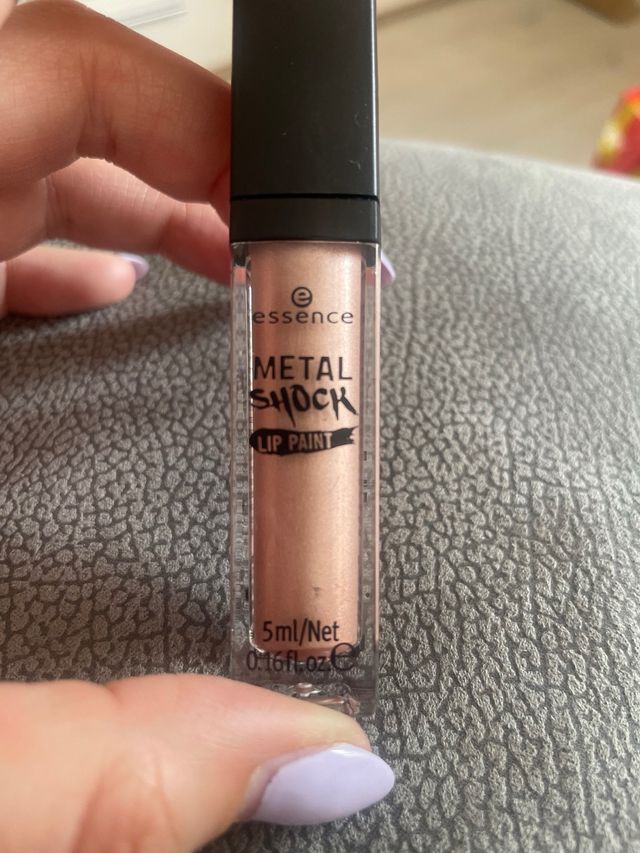 e
essence
METAL
SHOCK
LIP PAINT
5ml/Net
0.16fl.oz.℮